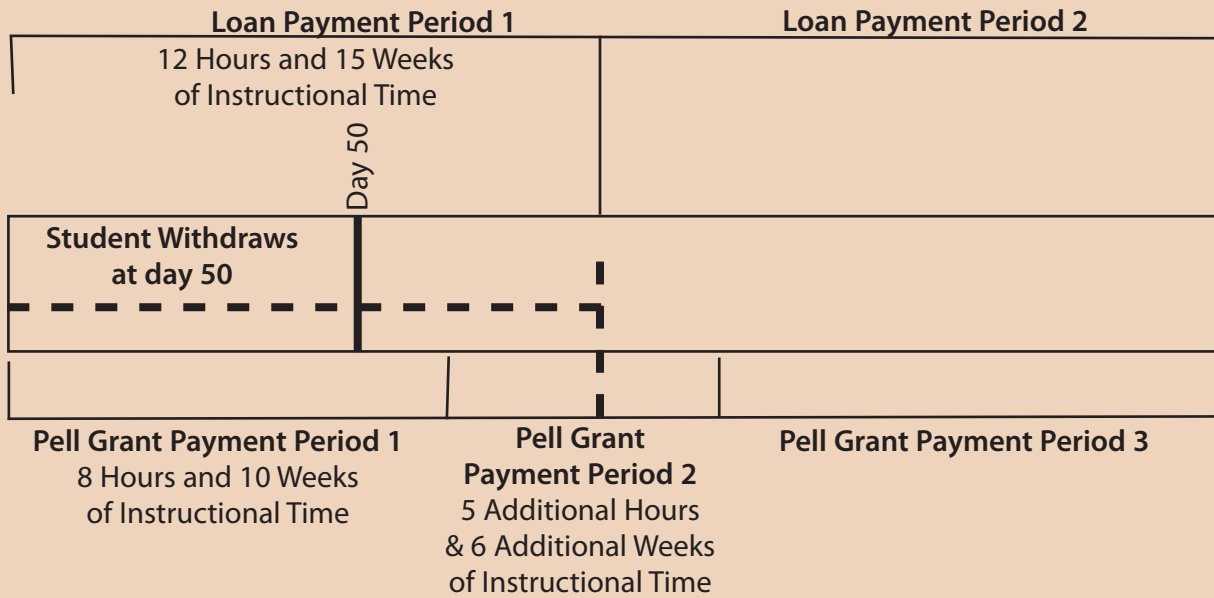 Loan Payment Period 1
Loan Payment Period 2
12 Hours and 15 Weeks
of Instructional Time
Day 50
Student Withdraws
at day 50
Pell Grant Payment Period 1
8 Hours and 10 Weeks
of Instructional Time
Pell Grant
Payment Period 2
5 Additional Hours
& 6 Additional Weeks
of Instructional Time
Pell Grant Payment Period 3